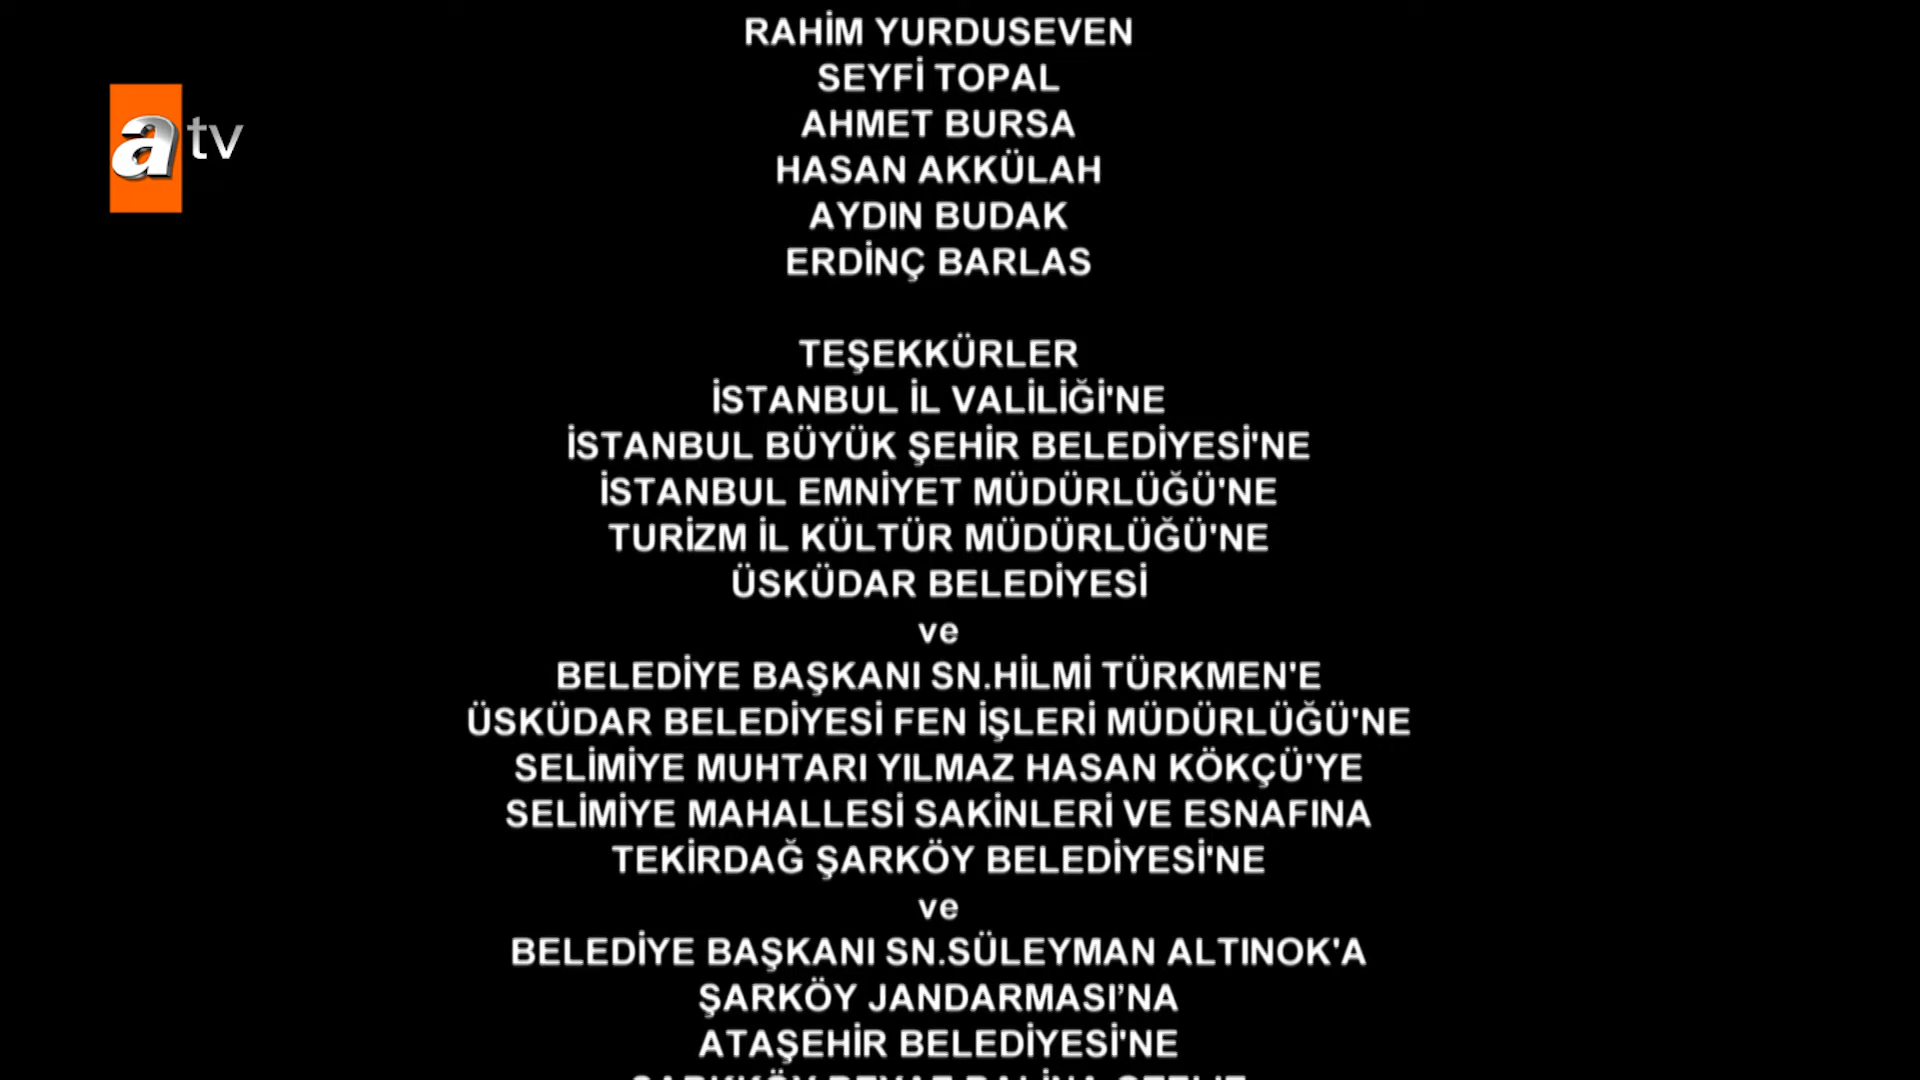 RAHİM YURDUSEVEN
SEYFİ TOPAL
atv
AHMET BURSA
HASAN AKKÜLAH
AYDIN BUDAK
ERDİNÇ BARLAS
TEŞEKKÜRLER
İSTANBUL İL VALİLİĞİ'NE
İSTANBUL BÜYÜK ŞEHİR BELEDİYESİ'NE
İSTANBUL EMNİYET MÜDÜRLÜĞÜ'NE
TURİZM İL KÜLTÜR MÜDÜRLÜĞÜ'NE
ÜSKÜDAR BELEDİYESİ
ve
BELEDİYE BAŞKANI SN.HİLMİ TÜRKMEN'E
ÜSKÜDAR BELEDİYESİ FEN İŞLERİ MÜDÜRLÜĞÜ'NE
SELİMİYE MUHTARI YILMAZ HASAN KÖKÇÜ'YE
SELİMİYE MAHALLESİ SAKİNLERİ VE ESNAFINA
TEKİRDAĞ ŞARKÖY BELEDİYESİ'NE
ve
BELEDİYE BAŞKANI SN.SÜLEYMAN ALTINOK'A
ŞARKÖY JANDARMASI’NA
ATAŞEHİR BELEDİYESİ'NE